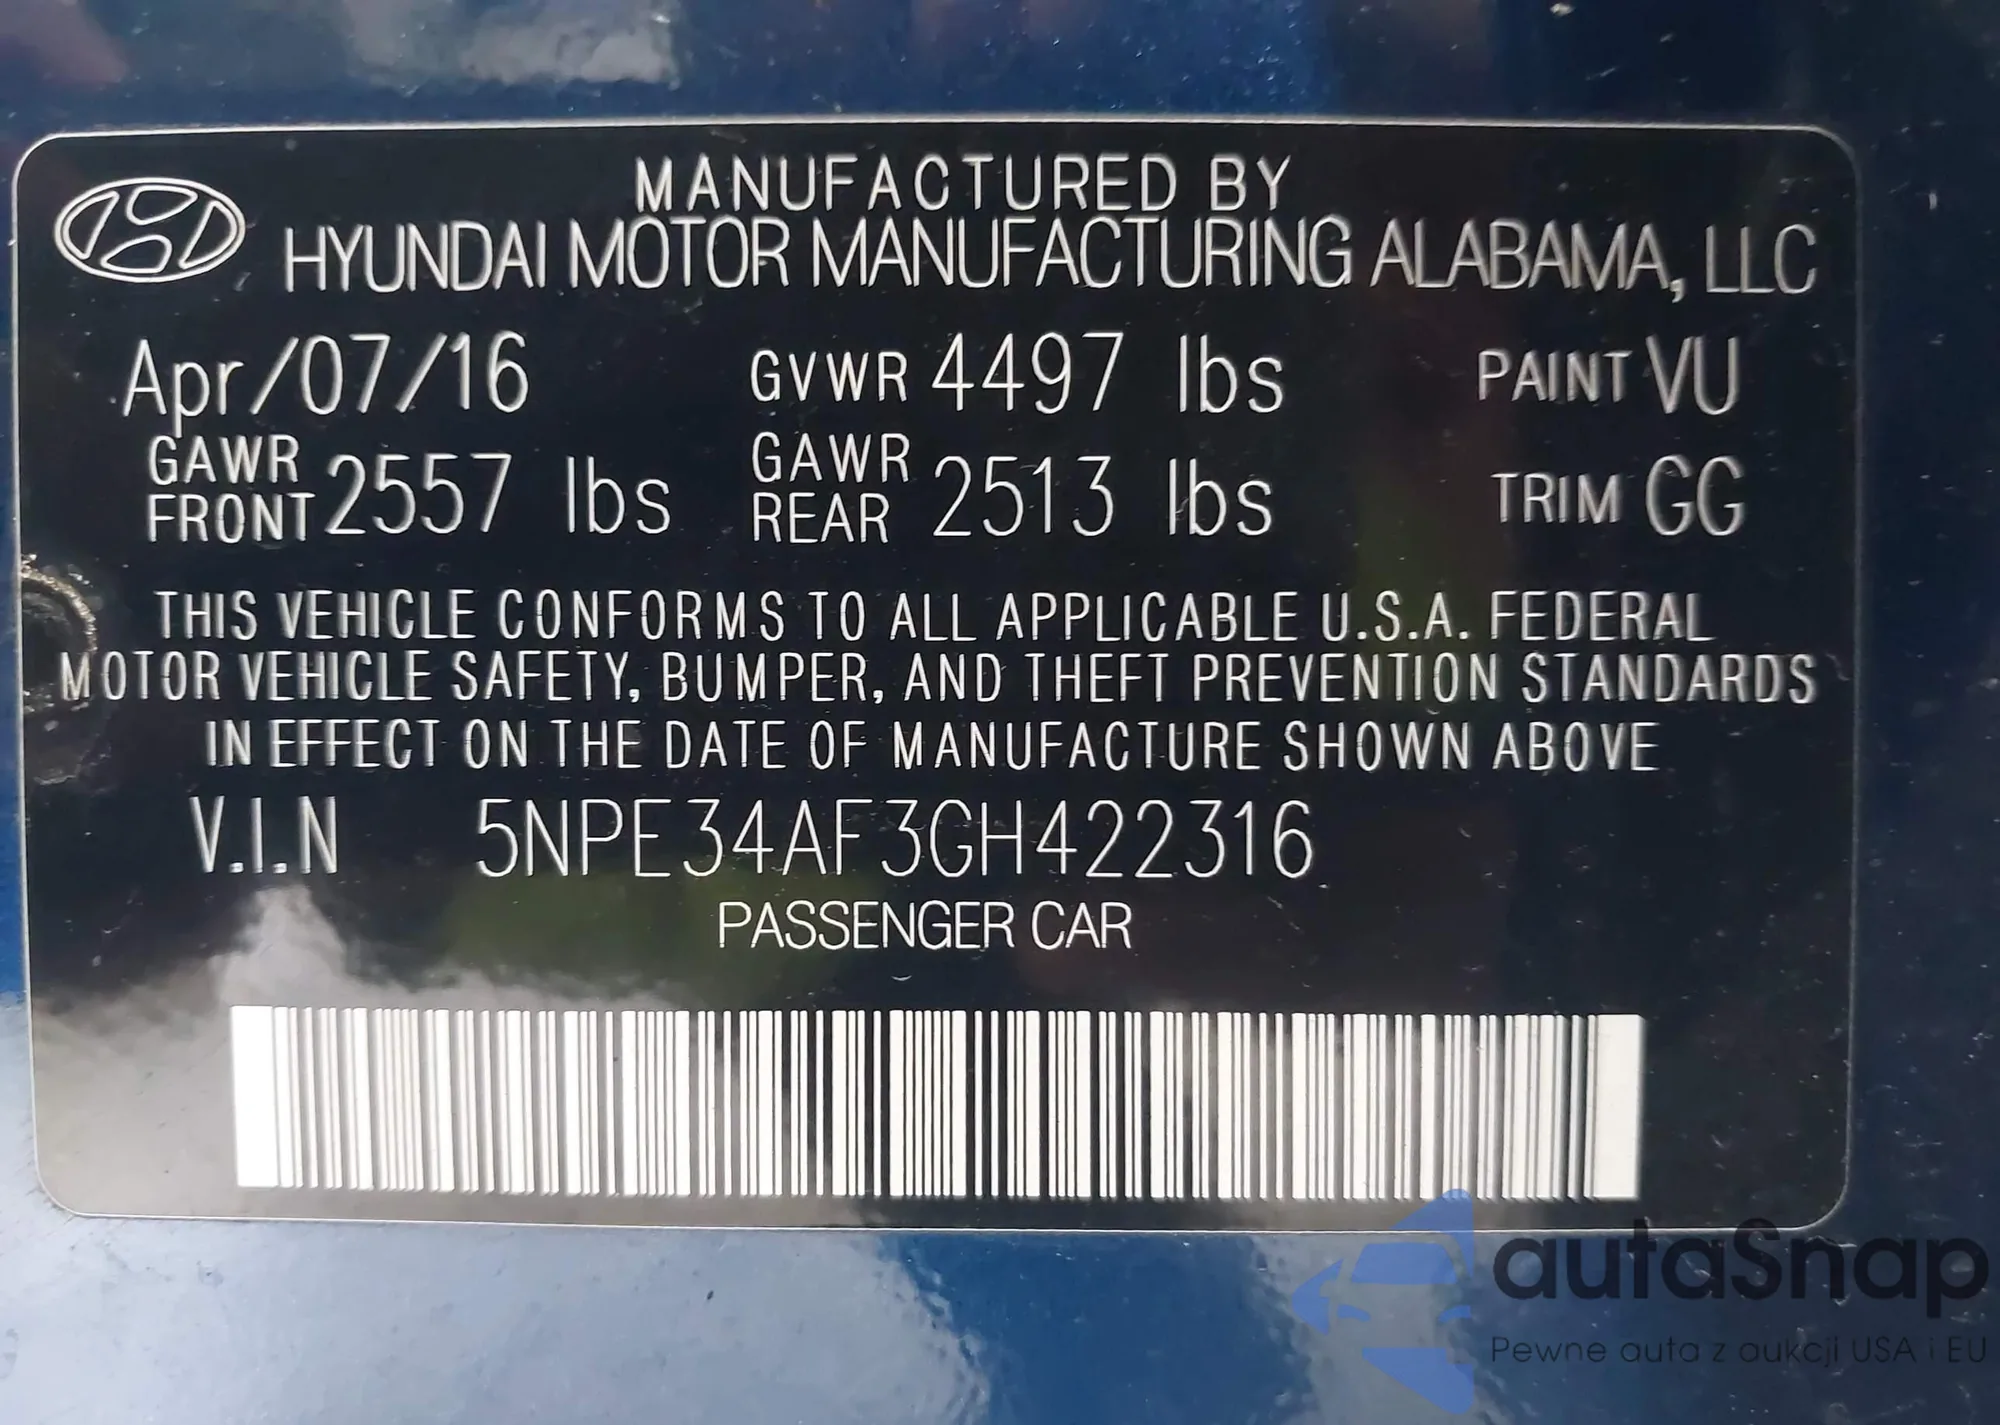 MANUFACTURED BY
HYUNDAI MOTOR MANUFACTURING ALABAMA, LLC
Apr/07/16 GVWR 4497 lbs PAINT VU
GAWR FRONT 2557 lbs GAWR REAR 2513 lbs TRIM GG
THIS VEHICLE CONFORMS TO ALL APPLICABLE U.S.A. FEDERAL
MOTOR VEHICLE SAFETY, BUMPER, AND THEFT PREVENTION STANDARDS
IN EFFECT ON THE DATE OF MANUFACTURE SHOWN ABOVE
V.I.N 5NPE34AF3GH422316
PASSENGER CAR
autaSnap
Pewne auta z aukcji USA i EU